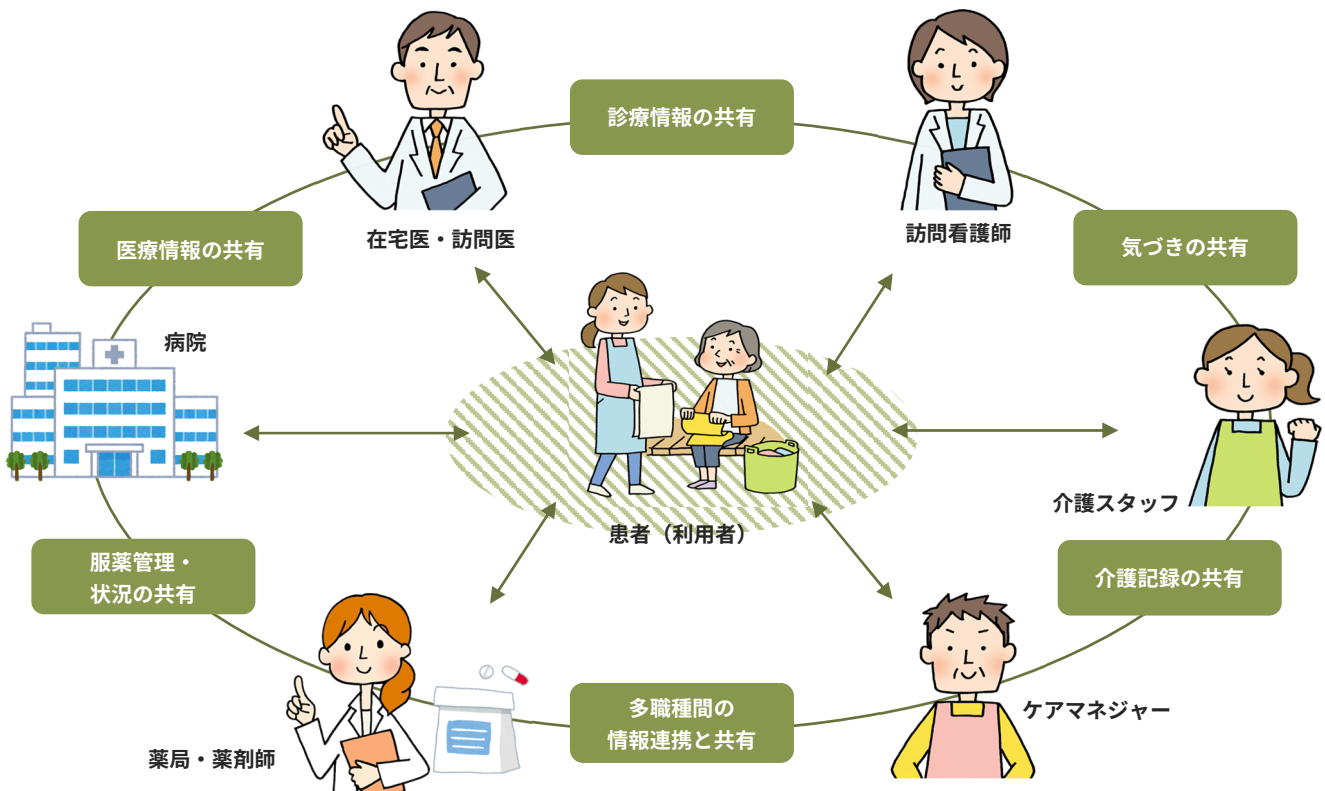 診療情報の共有
在宅医・訪問医
訪問看護師
医療情報の共有
気づきの共有
病院
介護スタッフ
患者（利用者）
服薬管理・
状況の共有
介護記録の共有
薬局・薬剤師
多職種間の
情報連携と共有
ケアマネジャー